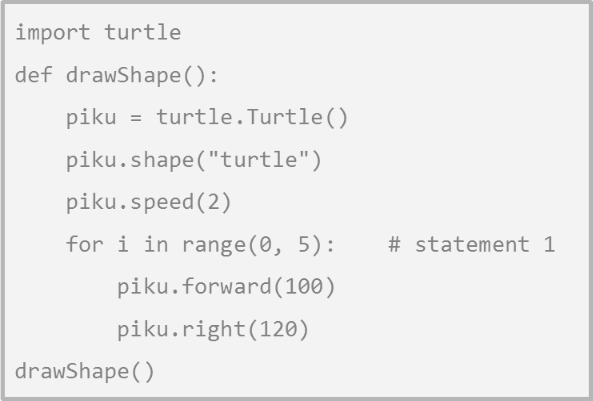 import turtle
def drawShape():
    piku = turtle.Turtle()
    piku.shape("turtle")
    piku.speed(2)
    for i in range(0, 5):    # statement 1
        piku.forward(100)
        piku.right(120)
drawShape()